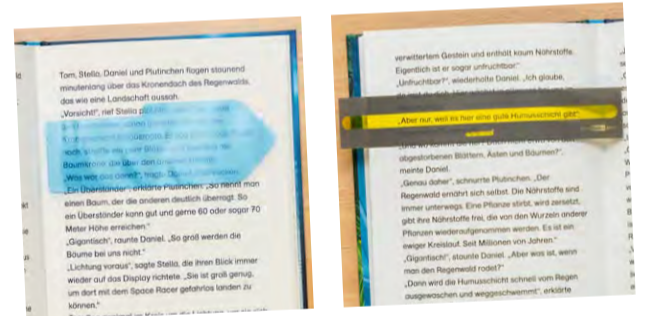 Tom, Stella, Daniel und Plutinchen flogen staunend
minutenlang über das Kronendach des Regenwalds,
das wie eine Landschaft aussah.
„Vorsicht!", rief Stella
noch,
Baumkrone die über den
„Was war das denn?", fragte Daniel
„Ein Überständer", erklärte Plutinchen. „So nennt man
einen Baum, der die anderen deutlich überragt. So
ein Überständer kann gut und gerne 60 oder sogar 70
Meter Höhe erreichen."
„Gigantisch", raunte Daniel. „So groß werden die
Bäume bei uns nicht."
„Lichtung voraus", sagte Stella, die ihren Blick immer
wieder auf das Display richtete. „Sie ist groß genug,
um dort mit dem Space Racer gefahrlos landen zu
können."
verwittertem Gestein und enthält kaum Nährstoffe.
Eigentlich ist er sogar unfruchtbar."
„Unfruchtbar?", wiederholte Daniel. „Ich glaube,
„Aber nur, weil es hier eine gute Humusschicht gibt"
abgestorbenen Blättern, Ästen und Bäumen?",
meinte Daniel.
„Genau daher", schnurrte Plutinchen. „Der
Regenwald ernährt sich selbst. Die Nährstoffe sind
immer unterwegs. Eine Pflanze stirbt, wird zersetzt,
gibt ihre Nährstoffe frei, die von den Wurzeln anderer
Pflanzen wiederaufgenommen werden. Es ist ein
ewiger Kreislauf. Seit Millionen von Jahren."
„Gigantisch!", staunte Daniel. „Aber was ist, wenn
man den Regenwald rodet?"
„Dann wird die Humusschicht schnell vom Regen
ausgewaschen und weggeschwemmt", erklärte